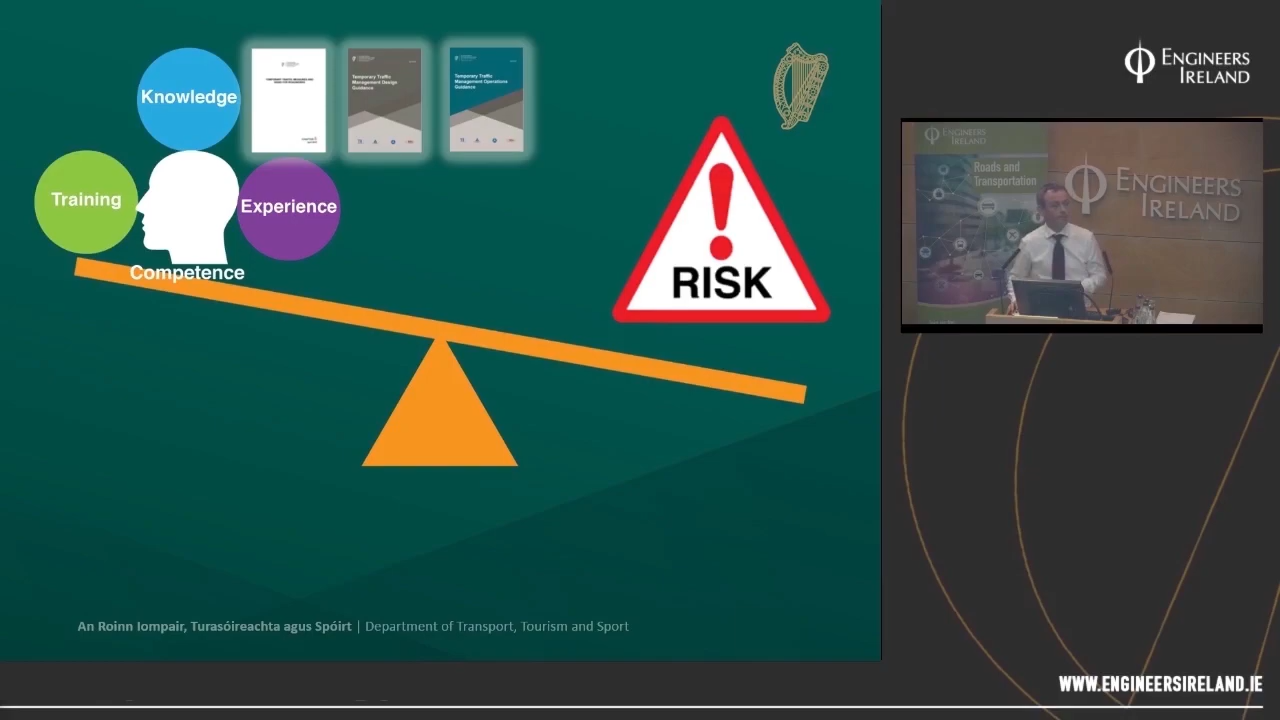 Knowledge
Training
Experience
Competence
Temporary Traffic
Management Design
Guidance
Temporary Traffic
Management Operations
Guidance
RISK
An Roinn Iompair, Turasóireachta agus Spóirt | Department of Transport, Tourism and Sport
ENGINEERS
IRELAND
ENGINEERS
IRELAND
Roads and
Transportation
ENGINEERS
IRELAND
WWW.ENGINEERSIRELAND.IE